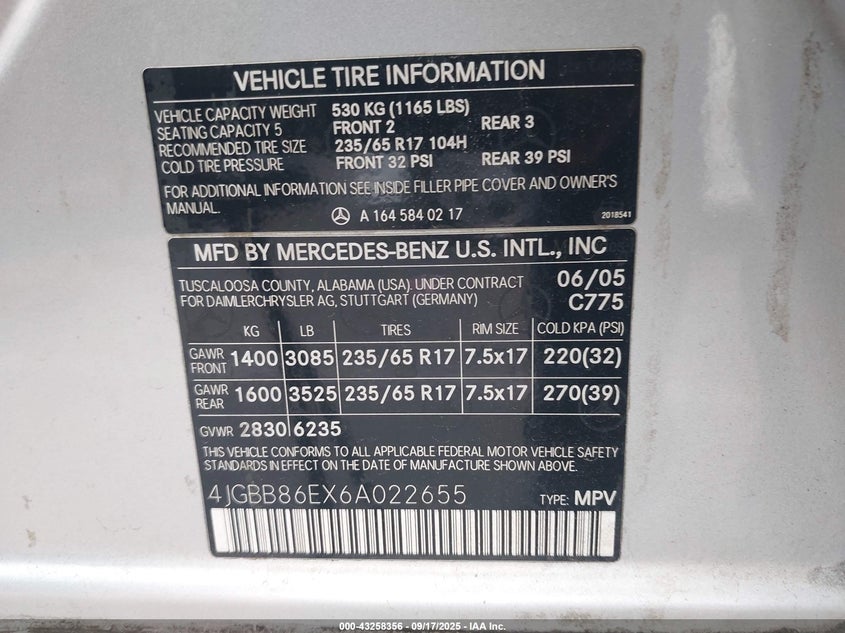 VEHICLE TIRE INFORMATION
VEHICLE CAPACITY WEIGHT 530 KG (1165 LBS)
SEATING CAPACITY 5 FRONT 2 REAR 3
RECOMMENDED TIRE SIZE 235/65 R17 104H
COLD TIRE PRESSURE FRONT 32 PSI REAR 39 PSI
FOR ADDITIONAL INFORMATION SEE INSIDE FILLER PIPE COVER AND OWNER'S
MANUAL.
A 164 584 02 17 2018541
MFD BY MERCEDES-BENZ U.S. INTL., INC
TUSCALOOSA COUNTY, ALABAMA (USA). UNDER CONTRACT 06/05
FOR DAIMLERCHRYSLER AG, STUTTGART (GERMANY) C775
KG LB TIRES RIM SIZE COLD KPA (PSI)
GAWR FRONT 1400 3085 235/65 R17 7.5x17 220(32)
GAWR REAR 1600 3525 235/65 R17 7.5x17 270(39)
GVWR 2830 6235
THIS VEHICLE CONFORMS TO ALL APPLICABLE FEDERAL MOTOR VEHICLE SAFETY
STANDARDS IN EFFECT ON THE DATE OF MANUFACTURE SHOWN ABOVE.
4JGBB86EX6A022655 TYPE: MPV
000-43258356 - 09/17/2025 - IAA Inc.